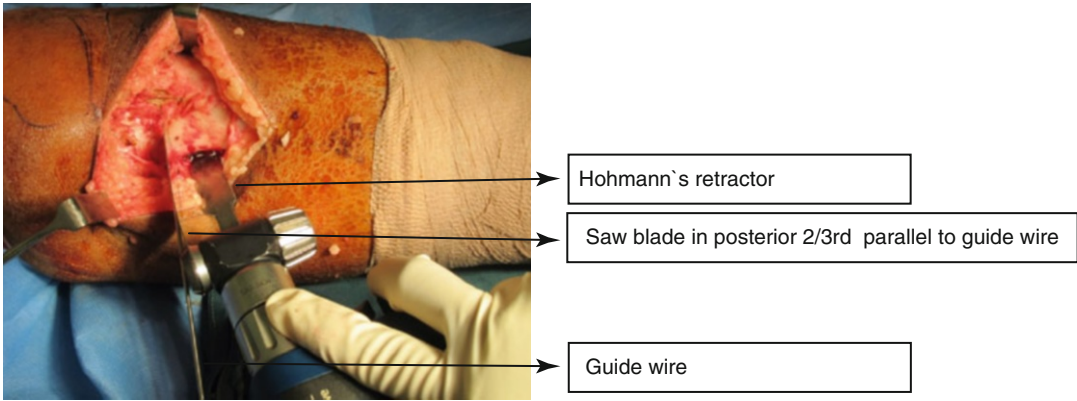 Hohmann`s retractor
Saw blade in posterior 2/3rd parallel to guide wire
Guide wire